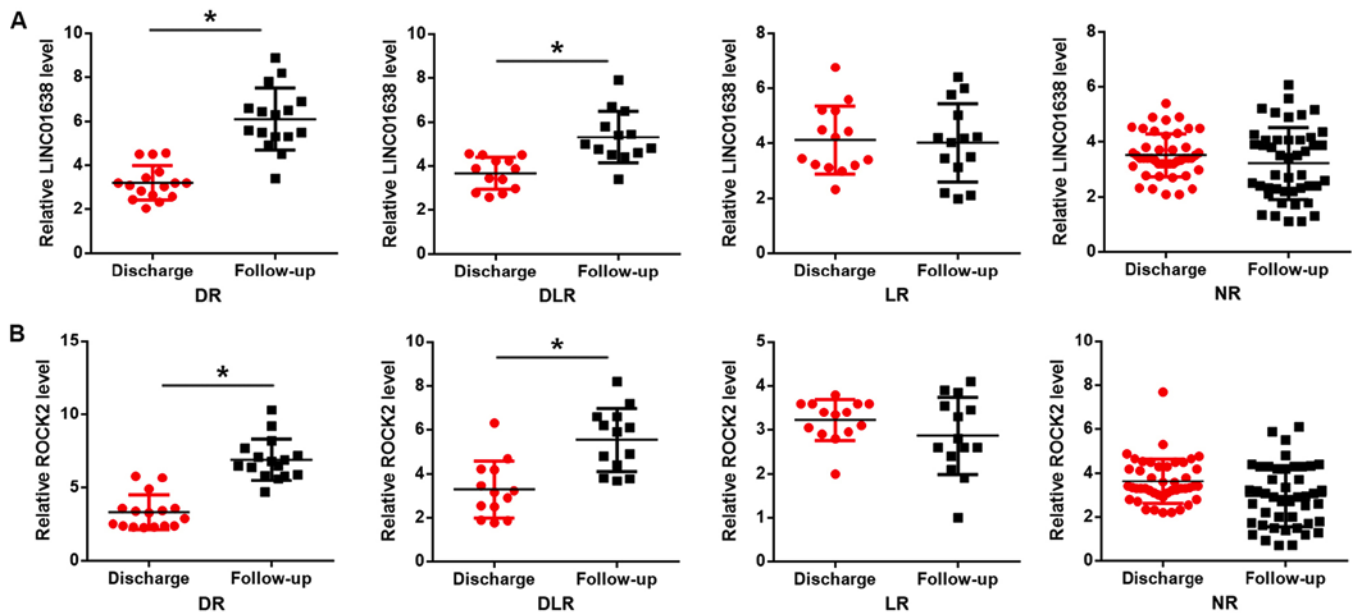 A
Relative LINC01638 level
10
8
6
4
2
0
*
Discharge Follow-up
DR
Relative LINC01638 level
10
8
6
4
2
0
*
Discharge Follow-up
DLR
Relative LINC01638 level
8
6
4
2
0
Discharge Follow-up
LR
Relative LINC01638 level
8
6
4
2
0
Discharge Follow-up
NR
B
Relative ROCK2 level
15
10
5
0
*
Discharge Follow-up
DR
Relative ROCK2 level
10
8
6
4
2
0
*
Discharge Follow-up
DLR
Relative ROCK2 level
5
4
3
2
1
0
Discharge Follow-up
LR
Relative ROCK2 level
10
8
6
4
2
0
Discharge Follow-up
NR